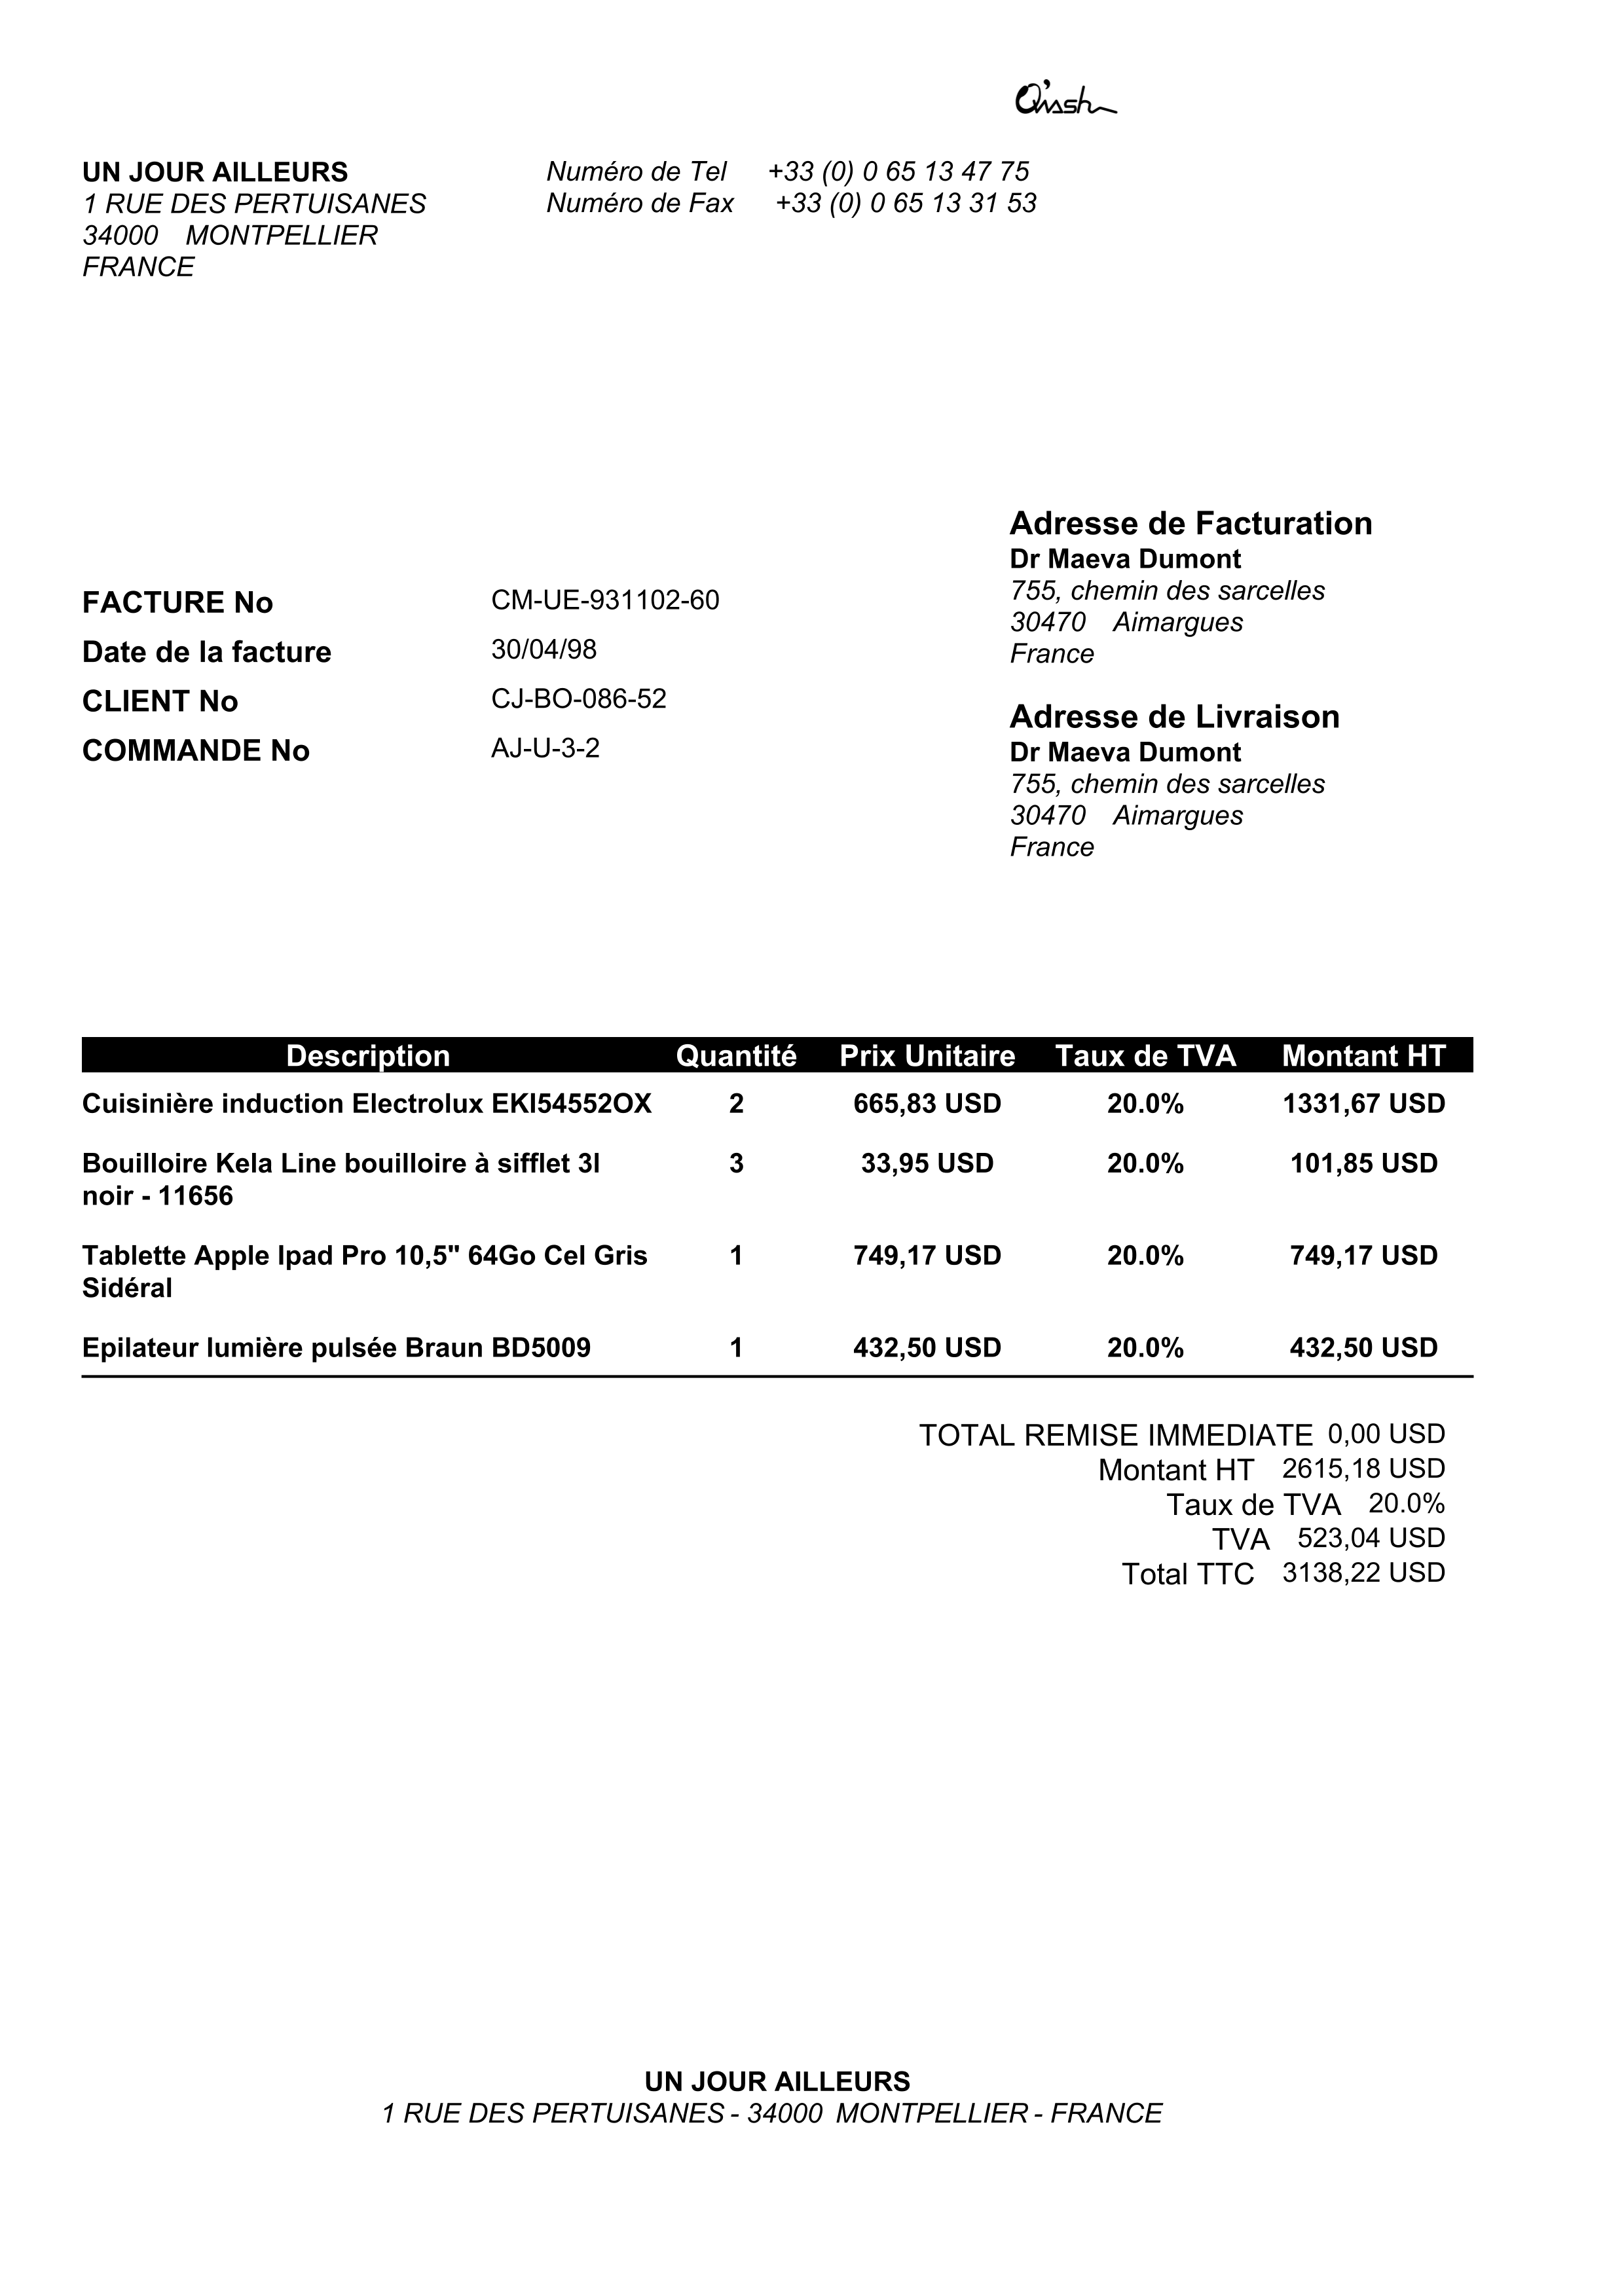 Q'inash
UN JOUR AILLEURS
1 RUE DES PERTUISANES
34000 MONTPELLIER
FRANCE
Numéro de Tel +33 (0) 0 65 13 47 75
Numéro de Fax +33 (0) 0 65 13 31 53
FACTURE No CM-UE-931102-60
Date de la facture 30/04/98
CLIENT No CJ-BO-086-52
COMMANDE No AJ-U-3-2
Adresse de Facturation
Dr Maeva Dumont
755, chemin des sarcelles
30470 Aimargues
France
Adresse de Livraison
Dr Maeva Dumont
755, chemin des sarcelles
30470 Aimargues
France
Description Quantité Prix Unitaire Taux de TVA Montant HT
Cuisinière induction Electrolux EKI54552OX 2 665,83 USD 20.0% 1331,67 USD
Bouilloire Kela Line bouilloire à sifflet 3l 3 33,95 USD 20.0% 101,85 USD
noir - 11656
Tablette Apple Ipad Pro 10,5" 64Go Cel Gris 1 749,17 USD 20.0% 749,17 USD
Sidéral
Epilateur lumière pulsée Braun BD5009 1 432,50 USD 20.0% 432,50 USD
TOTAL REMISE IMMEDIATE 0,00 USD
Montant HT 2615,18 USD
Taux de TVA 20.0%
TVA 523,04 USD
Total TTC 3138,22 USD
UN JOUR AILLEURS
1 RUE DES PERTUISANES - 34000 MONTPELLIER - FRANCE